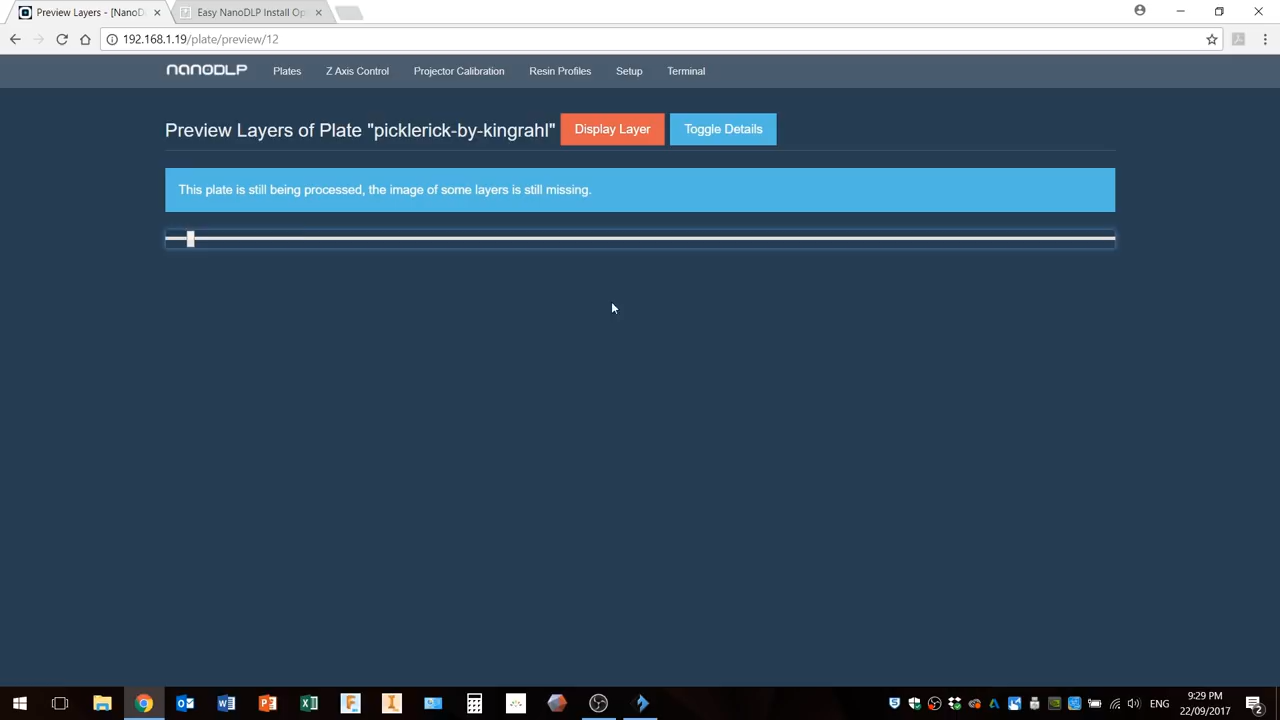 Preview Layers - [NanoD
Easy NanoDLP Install Op
192.168.1.19/plate/preview/12
nanoDLP
Plates
Z Axis Control
Projector Calibration
Resin Profiles
Setup
Terminal
Preview Layers of Plate "picklerick-by-kingrahl"
Display Layer
Toggle Details
This plate is still being processed, the image of some layers is still missing.
ENG
9:29 PM
22/09/2017
2